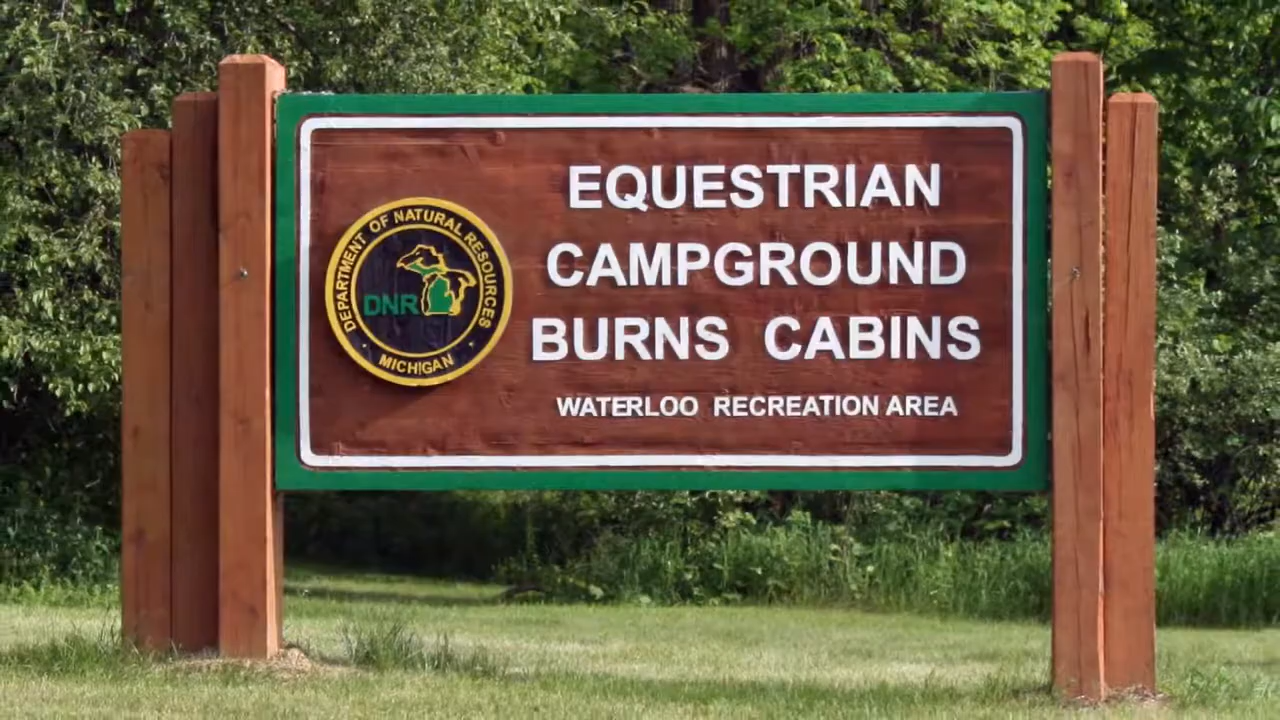 DEPARTMENT OF NATURAL RESOURCES
DNR
MICHIGAN
EQUESTRIAN
CAMPGROUND
BURNS CABINS
WATERLOO RECREATION AREA